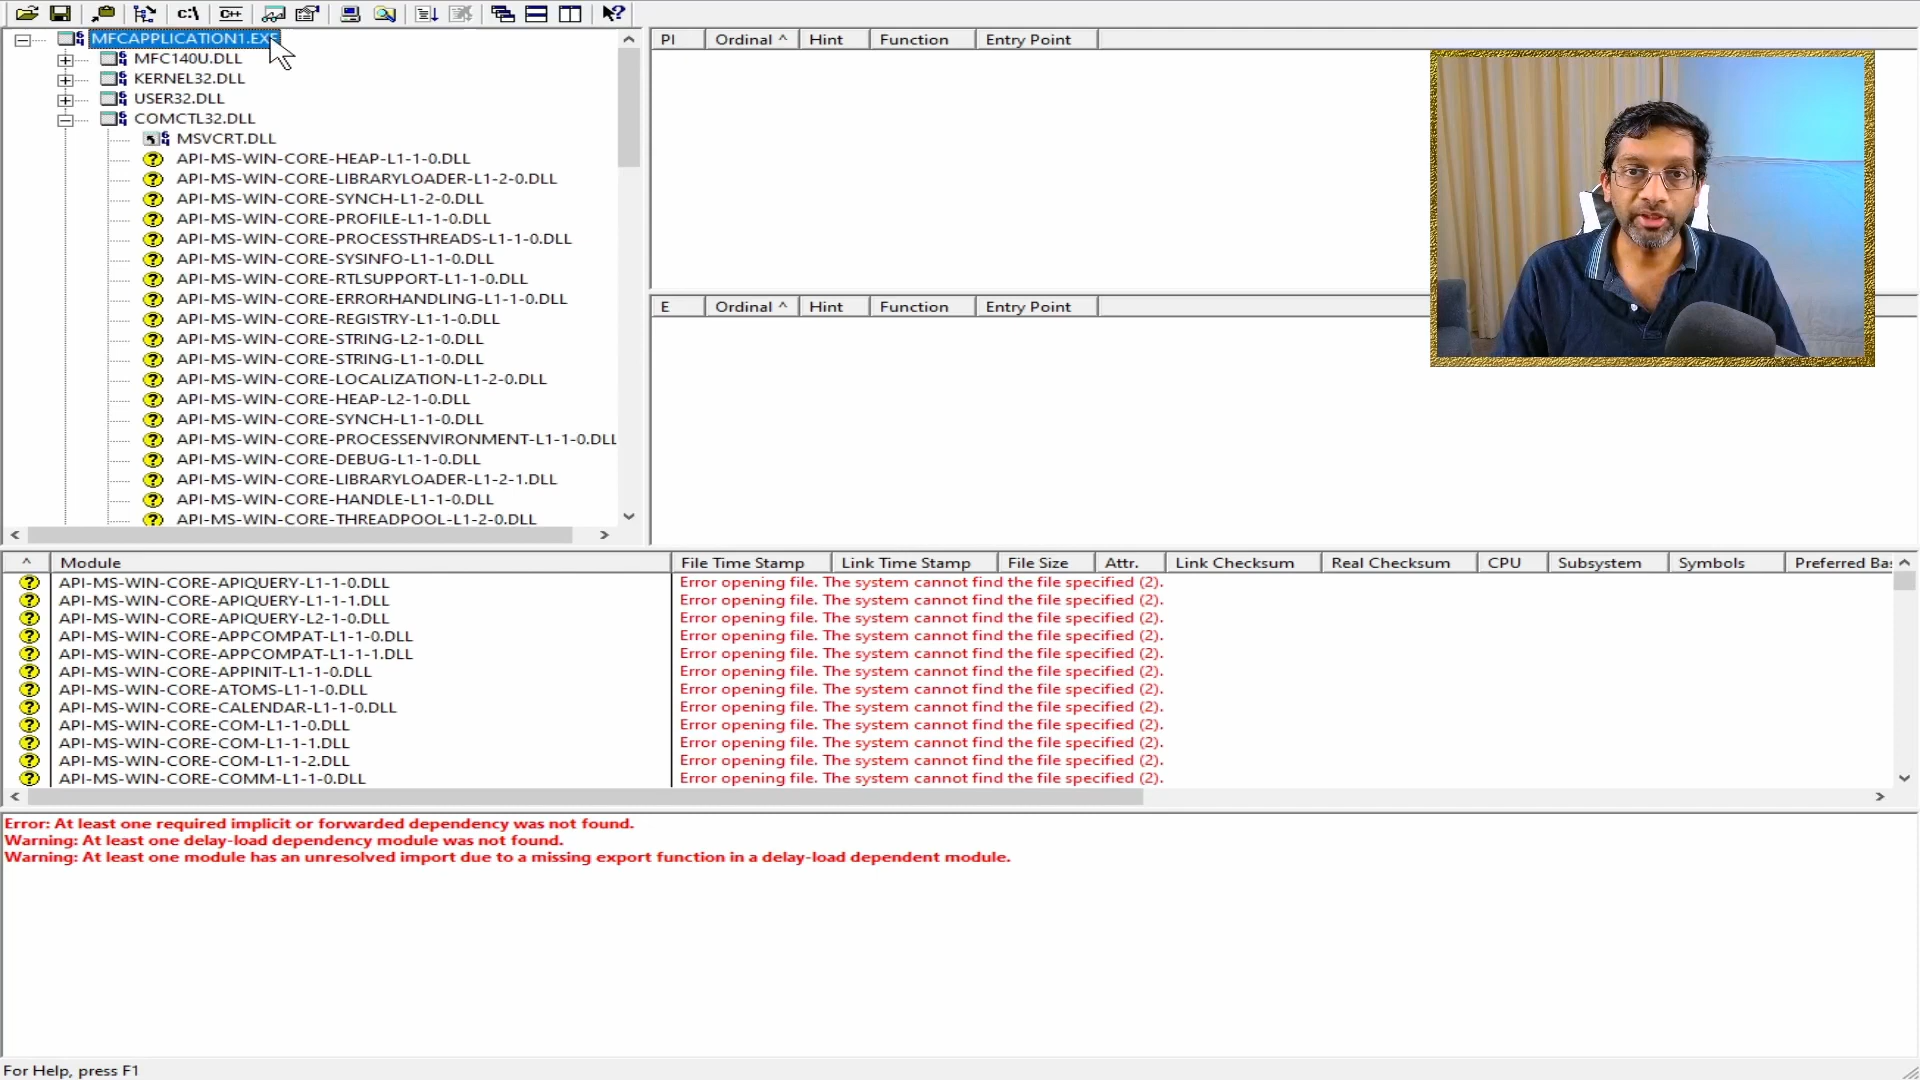 c:\
C++
MFCAPPLICATION1.EXE
MFC140U.DLL
KERNEL32.DLL
USER32.DLL
COMCTL32.DLL
MSVCRT.DLL
API-MS-WIN-CORE-HEAP-L1-1-0.DLL
API-MS-WIN-CORE-LIBRARYLOADER-L1-2-0.DLL
API-MS-WIN-CORE-SYNCH-L1-2-0.DLL
API-MS-WIN-CORE-PROFILE-L1-1-0.DLL
API-MS-WIN-CORE-PROCESSTHREADS-L1-1-0.DLL
API-MS-WIN-CORE-SYSINFO-L1-1-0.DLL
API-MS-WIN-CORE-RTLSUPPORT-L1-1-0.DLL
API-MS-WIN-CORE-ERRORHANDLING-L1-1-0.DLL
API-MS-WIN-CORE-REGISTRY-L1-1-0.DLL
API-MS-WIN-CORE-STRING-L2-1-0.DLL
API-MS-WIN-CORE-STRING-L1-1-0.DLL
API-MS-WIN-CORE-LOCALIZATION-L1-2-0.DLL
API-MS-WIN-CORE-HEAP-L2-1-0.DLL
API-MS-WIN-CORE-SYNCH-L1-1-0.DLL
API-MS-WIN-CORE-PROCESSENVIRONMENT-L1-1-0.DLL
API-MS-WIN-CORE-DEBUG-L1-1-0.DLL
API-MS-WIN-CORE-LIBRARYLOADER-L1-2-1.DLL
API-MS-WIN-CORE-HANDLE-L1-1-0.DLL
API-MS-WIN-CORE-THREADPOOL-L1-2-0.DLL
PI Ordinal ^ Hint Function Entry Point
E Ordinal ^ Hint Function Entry Point
^ Module File Time Stamp Link Time Stamp File Size Attr. Link Checksum Real Checksum CPU Subsystem Symbols Preferred Ba
API-MS-WIN-CORE-APIQUERY-L1-1-0.DLL Error opening file. The system cannot find the file specified (2).
API-MS-WIN-CORE-APIQUERY-L1-1-1.DLL Error opening file. The system cannot find the file specified (2).
API-MS-WIN-CORE-APIQUERY-L2-1-0.DLL Error opening file. The system cannot find the file specified (2).
API-MS-WIN-CORE-APPCOMPAT-L1-1-0.DLL Error opening file. The system cannot find the file specified (2).
API-MS-WIN-CORE-APPCOMPAT-L1-1-1.DLL Error opening file. The system cannot find the file specified (2).
API-MS-WIN-CORE-APPINIT-L1-1-0.DLL Error opening file. The system cannot find the file specified (2).
API-MS-WIN-CORE-ATOMS-L1-1-0.DLL Error opening file. The system cannot find the file specified (2).
API-MS-WIN-CORE-CALENDAR-L1-1-0.DLL Error opening file. The system cannot find the file specified (2).
API-MS-WIN-CORE-COM-L1-1-0.DLL Error opening file. The system cannot find the file specified (2).
API-MS-WIN-CORE-COM-L1-1-1.DLL Error opening file. The system cannot find the file specified (2).
API-MS-WIN-CORE-COM-L1-1-2.DLL Error opening file. The system cannot find the file specified (2).
API-MS-WIN-CORE-COMM-L1-1-0.DLL Error opening file. The system cannot find the file specified (2).
Error: At least one required implicit or forwarded dependency was not found.
Warning: At least one delay-load dependency module was not found.
Warning: At least one module has an unresolved import due to a missing export function in a delay-load dependent module.
For Help, press F1